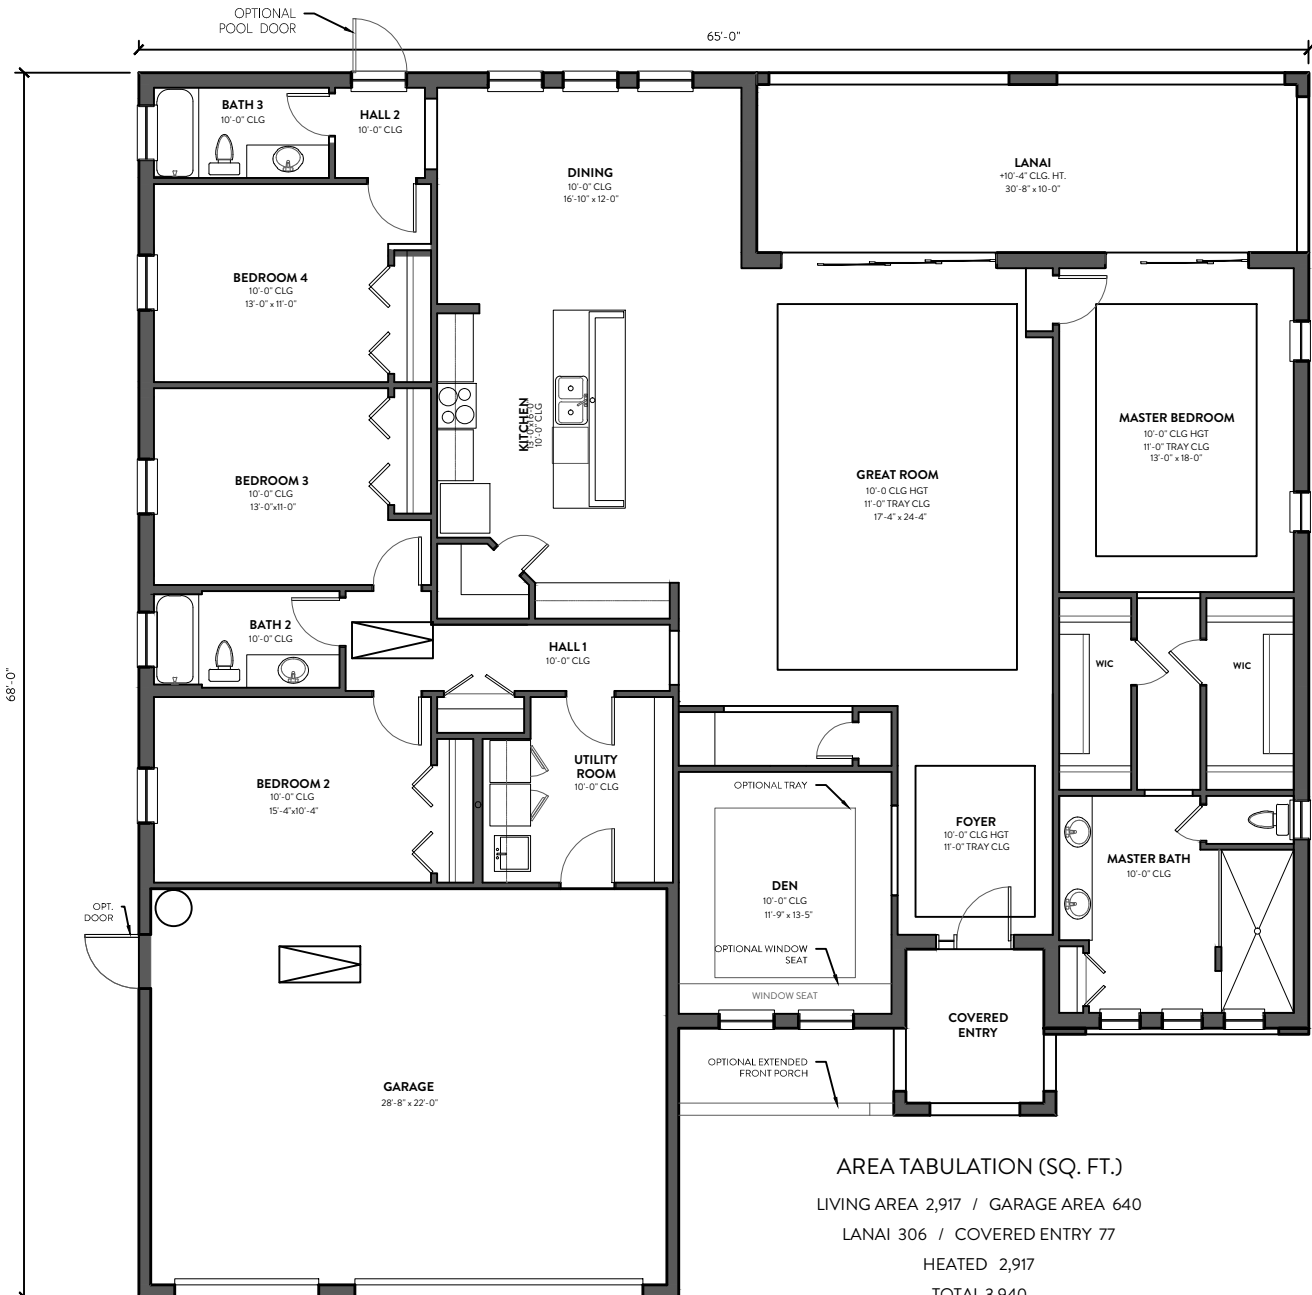 OPTIONAL
POOL DOOR
65'-0"
68'-0"
BATH 3
10'-0" CLG
HALL 2
10'-0" CLG
DINING
10'-0" CLG
16'-10" x 12-0"
LANAI
+10'-4" CLG. HT.
30'-8" x 10-0"
BEDROOM 4
10'-0" CLG
13'-0" x 11'-0"
KITCHEN
10'-0" CLG
BEDROOM 3
10'-0" CLG
13'-0"x11-0"
GREAT ROOM
10'-0 CLG HGT
11'-0" TRAY CLG
17'-4" x 24-4"
MASTER BEDROOM
10'-0" CLG HGT
11'-0" TRAY CLG
13'-0" x 18-0"
BATH 2
10'-0" CLG
HALL 1
10'-0" CLG
WIC
WIC
BEDROOM 2
10'-0" CLG
15'-4"x10'-4"
UTILITY
ROOM
10'-0" CLG
OPTIONAL TRAY
FOYER
10'-0" CLG HGT
11'-0" TRAY CLG
MASTER BATH
10'-0" CLG
DEN
10'-0" CLG
11'-9" x 13-5"
OPT.
DOOR
OPTIONAL WINDOW
SEAT
WINDOW SEAT
COVERED
ENTRY
OPTIONAL EXTENDED
FRONT PORCH
GARAGE
28'-8" x 22'-0"
AREA TABULATION (SQ. FT.)
LIVING AREA 2,917 / GARAGE AREA 640
LANAI 306 / COVERED ENTRY 77
HEATED 2,917
TOTAL 3,940